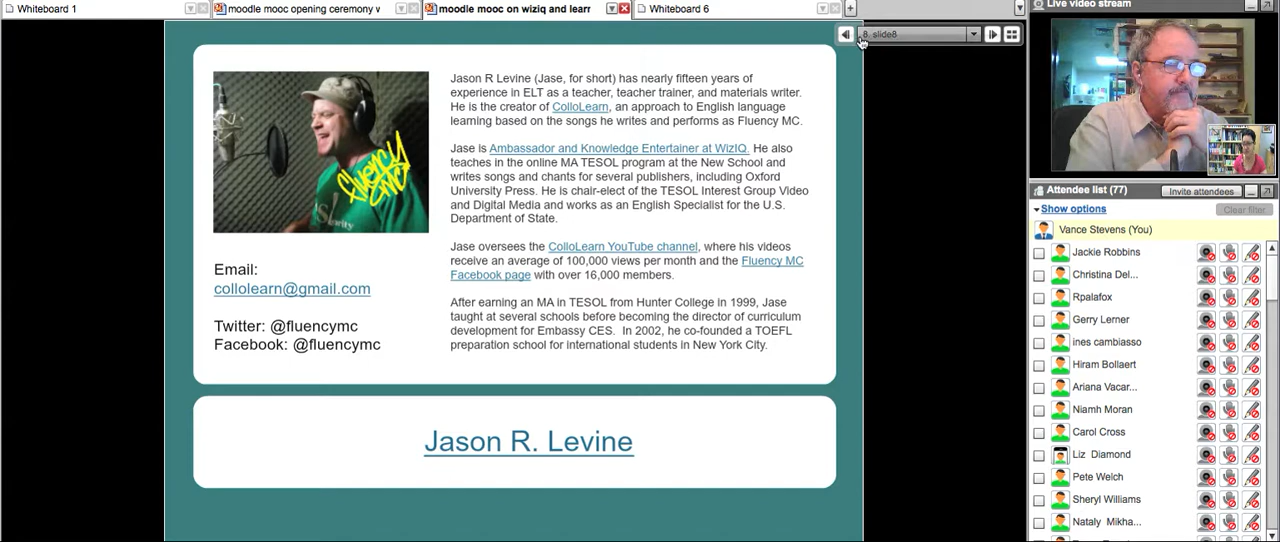 Whiteboard 1
moodle mooc opening ceremony v
moodle mooc on wiziq and learr
Whiteboard 6
Live video stream
8. slide8
Jason R Levine (Jase, for short) has nearly fifteen years of
experience in ELT as a teacher, teacher trainer, and materials writer.
He is the creator of ColloLearn, an approach to English language
learning based on the songs he writes and performs as Fluency MC.
Jase is Ambassador and Knowledge Entertainer at WizIQ. He also
teaches in the online MA TESOL program at the New School and
writes songs and chants for several publishers, including Oxford
University Press. He is chair-elect of the TESOL Interest Group Video
and Digital Media and works as an English Specialist for the U.S.
Department of State.
Jase oversees the ColloLearn YouTube channel, where his videos
receive an average of 100,000 views per month and the Fluency MC
Facebook page with over 16,000 members.
After earning an MA in TESOL from Hunter College in 1999, Jase
taught at several schools before becoming the director of curriculum
development for Embassy CES. In 2002, he co-founded a TOEFL
preparation school for international students in New York City.
FLUENCY
MC
Email:
collolearn@gmail.com
Twitter: @fluencymc
Facebook: @fluencymc
Jason R. Levine
Attendee list (77)
Invite attendees
Show options
Clear filter
Vance Stevens (You)
Jackie Robbins
Christina Del...
Rpalafox
Gerry Lerner
ines cambiasso
Hiram Bollaert
Ariana Vacar...
Niamh Moran
Carol Cross
Liz Diamond
Pete Welch
Sheryl Williams
Nataly Mikha...